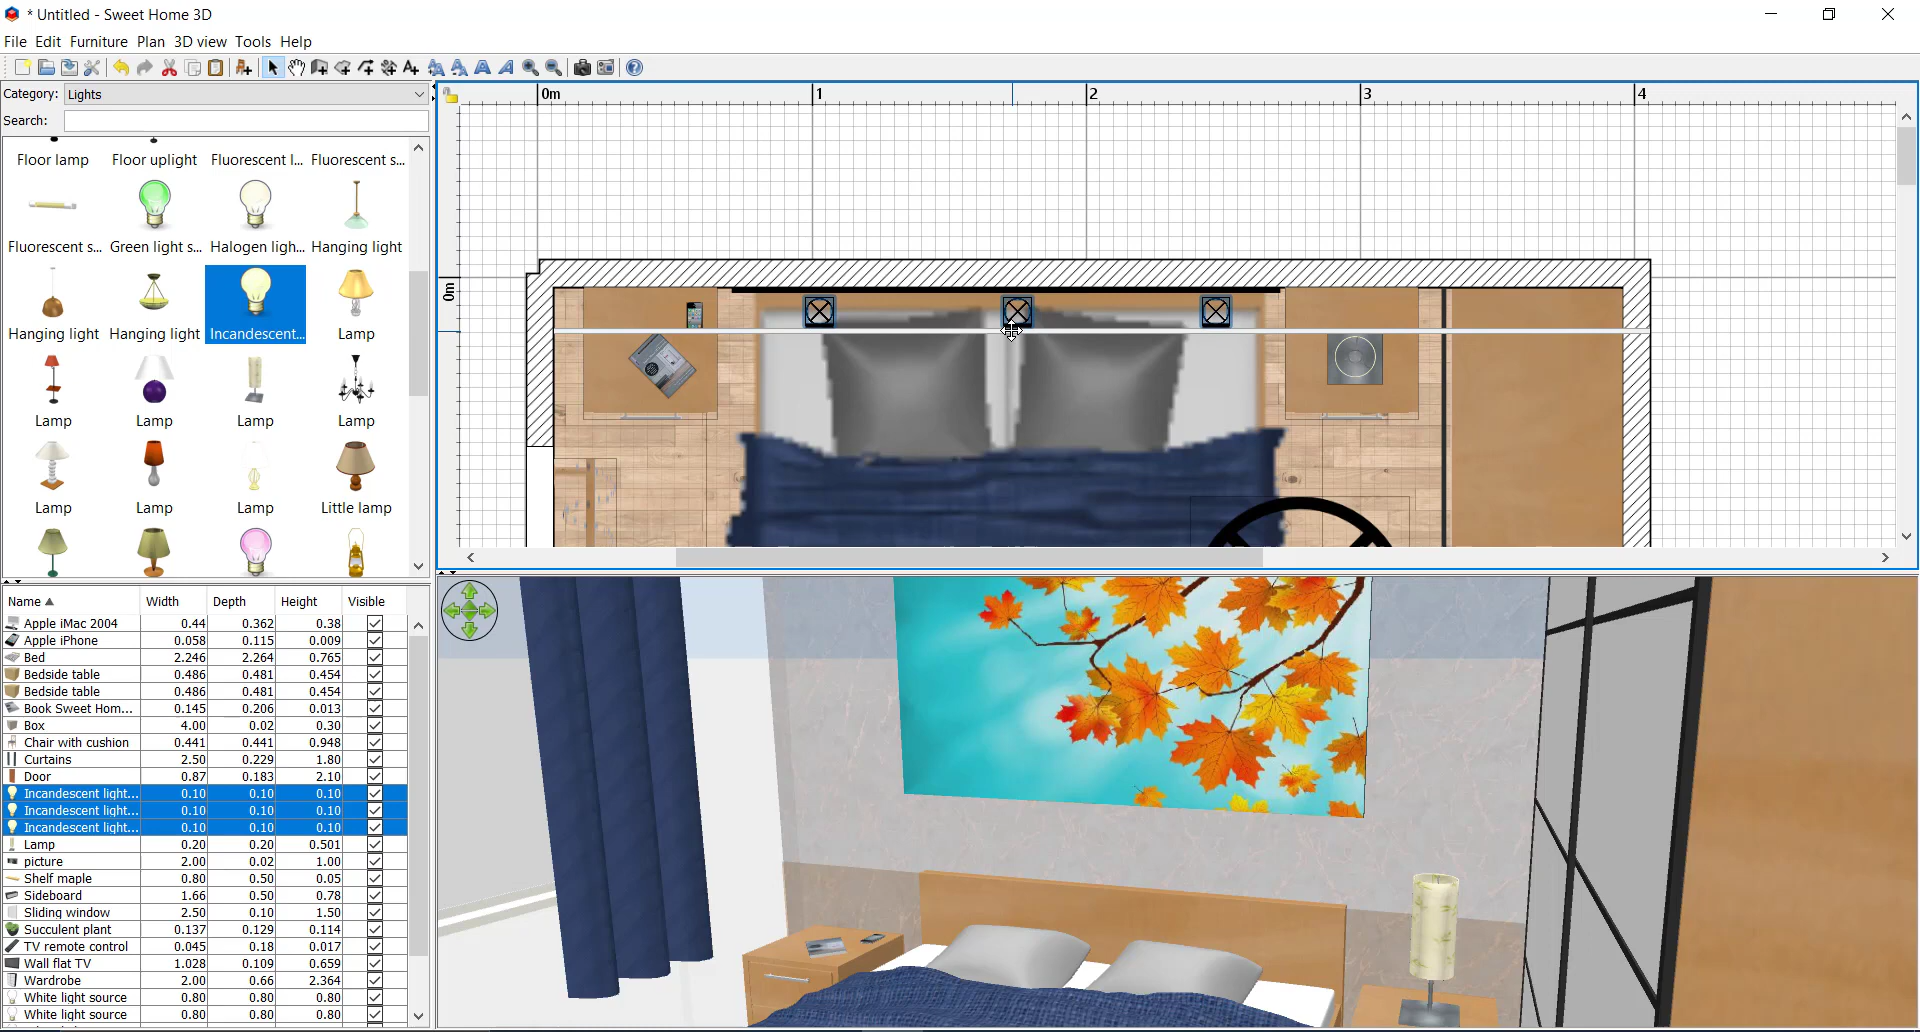 * Untitled - Sweet Home 3D
File Edit Furniture Plan 3D view Tools Help
Category: Lights
Search:
0m 1 2 3 4
0m
Floor lamp Floor uplight Fluorescent l... Fluorescent s...
Fluorescent s... Green light s... Halogen ligh... Hanging light
Hanging light Hanging light Incandescent... Lamp
Lamp Lamp Lamp Lamp
Lamp Lamp Lamp Little lamp
Name Width Depth Height Visible
Apple iMac 2004 0.44 0.362 0.38
Apple iPhone 0.058 0.115 0.009
Bed 2.246 2.264 0.765
Bedside table 0.486 0.481 0.454
Bedside table 0.486 0.481 0.454
Book Sweet Hom... 0.145 0.206 0.013
Box 4.00 0.02 0.30
Chair with cushion 0.441 0.441 0.948
Curtains 2.50 0.229 1.80
Door 0.87 0.183 2.10
Incandescent light... 0.10 0.10 0.10
Incandescent light... 0.10 0.10 0.10
Incandescent light... 0.10 0.10 0.10
Lamp 0.20 0.20 0.501
picture 2.00 0.02 1.00
Shelf maple 0.80 0.50 0.05
Sideboard 1.66 0.50 0.78
Sliding window 2.50 0.10 1.50
Succulent plant 0.137 0.129 0.114
TV remote control 0.045 0.18 0.017
Wall flat TV 1.028 0.109 0.659
Wardrobe 2.00 0.66 2.364
White light source 0.80 0.80 0.80
White light source 0.80 0.80 0.80